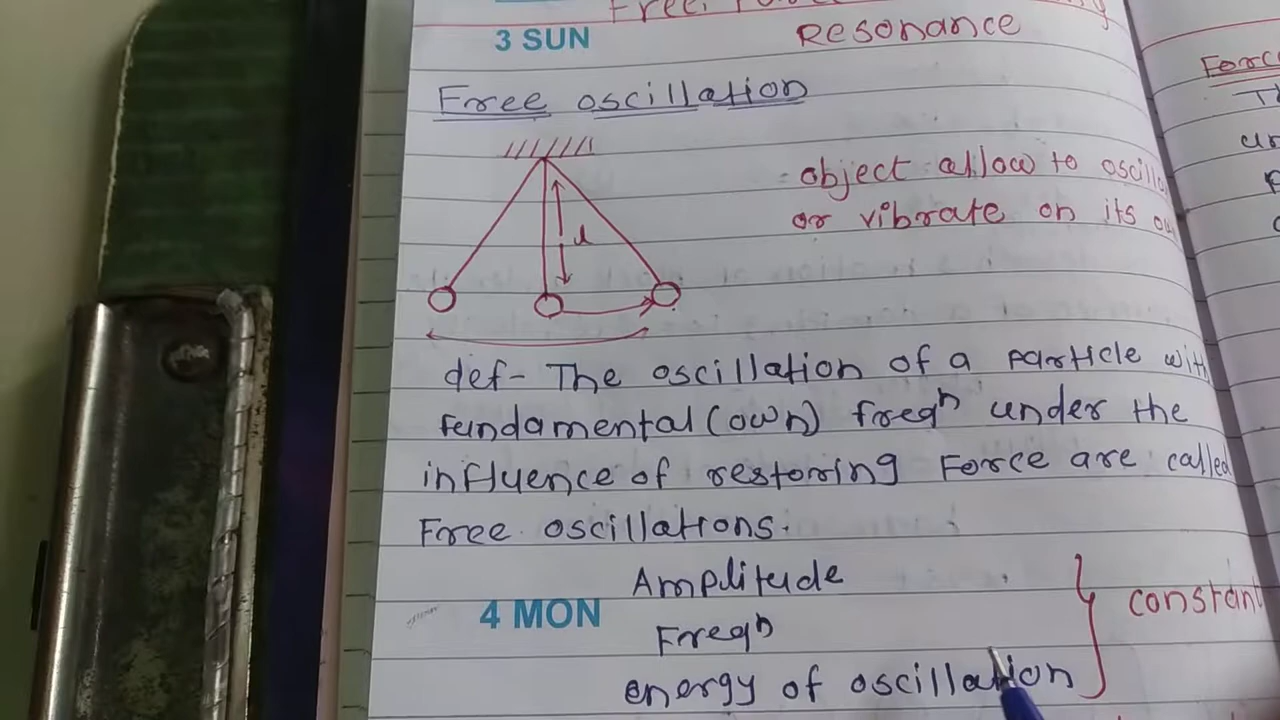 3 SUN
Resonance
Free oscillation
object allow to
or vibrate on its
l
def- The oscillation of a particle with
fundamental (own) freqn under the
influence of restoring Force are called
Free oscillations.
Amplitude
4 MON
Freqn
energy of oscillation
constant